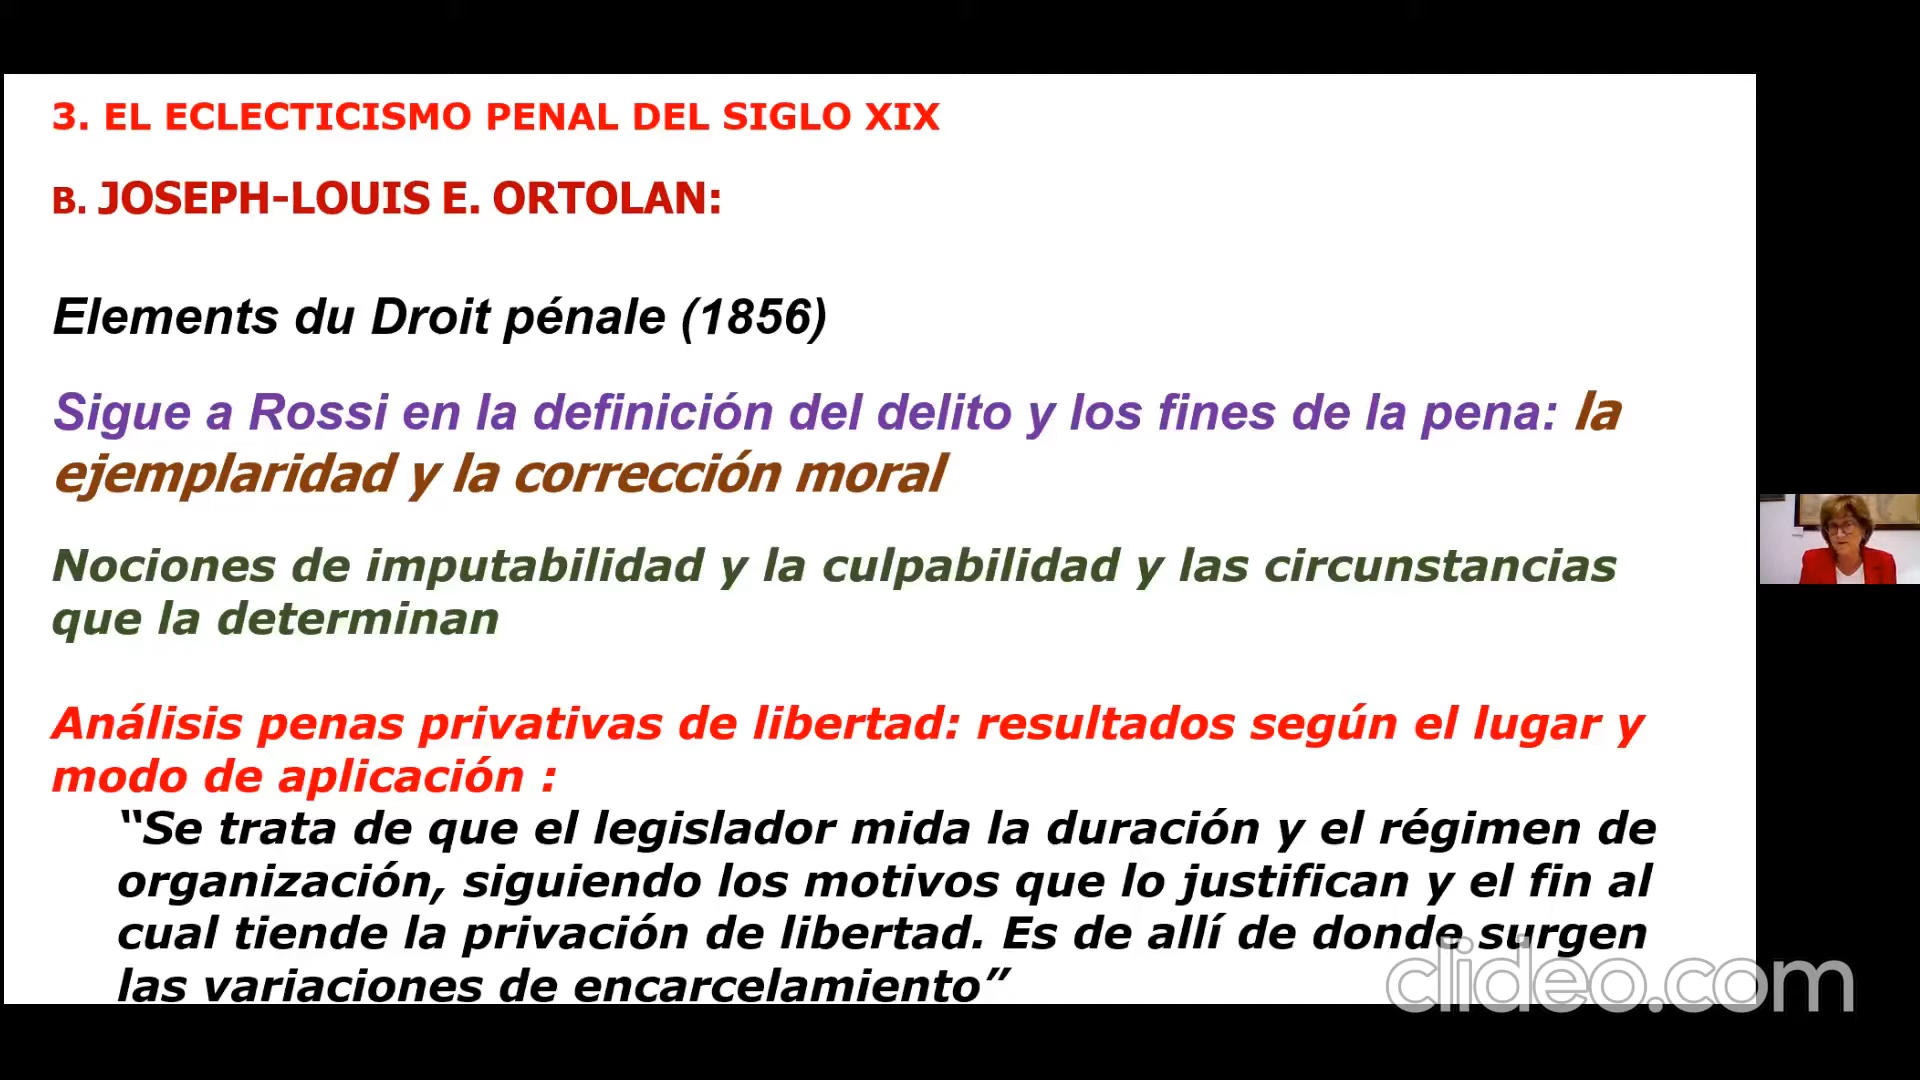 3. EL ECLECTICISMO PENAL DEL SIGLO XIX
B. JOSEPH-LOUIS E. ORTOLAN:
Elements du Droit pénale (1856)
Sigue a Rossi en la definición del delito y los fines de la pena: la
ejemplaridad y la corrección moral
Nociones de imputabilidad y la culpabilidad y las circunstancias
que la determinan
Análisis penas privativas de libertad: resultados según el lugar y
modo de aplicación :
“Se trata de que el legislador mida la duración y el régimen de
organización, siguiendo los motivos que lo justifican y el fin al
cual tiende la privación de libertad. Es de allí de donde surgen
las variaciones de encarcelamiento”
clideo.com